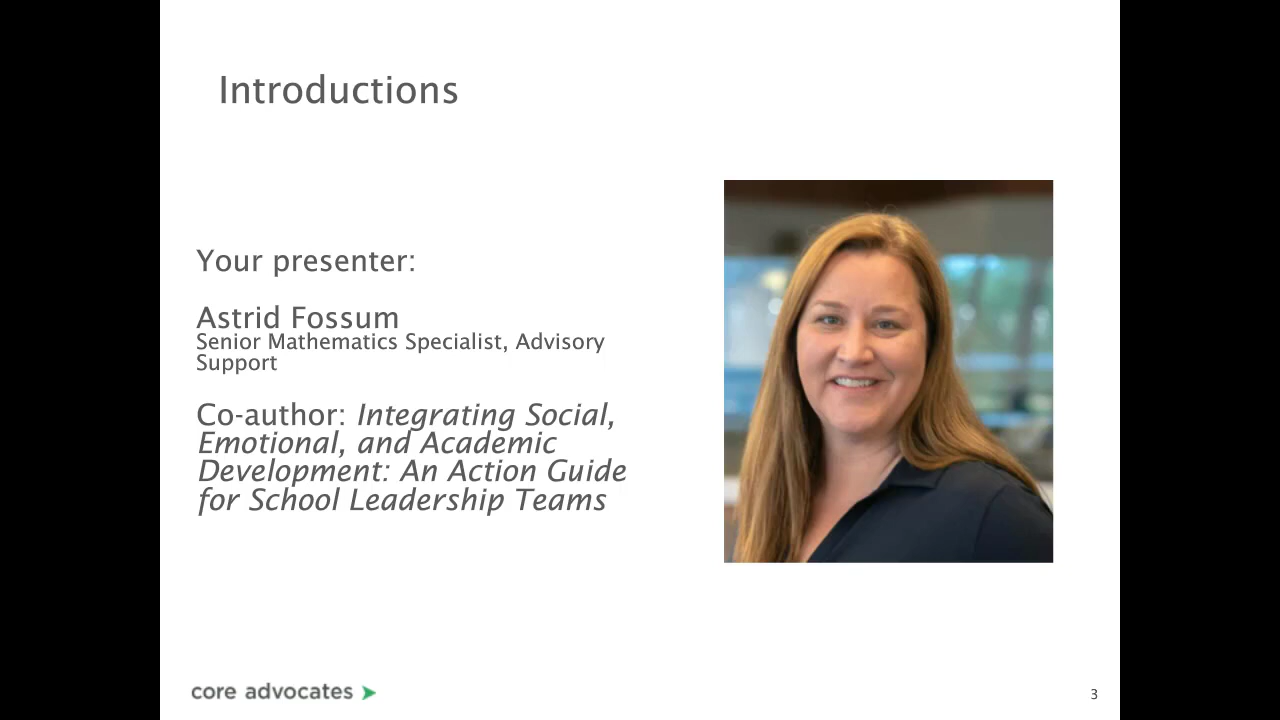 Introductions
Your presenter:
Astrid Fossum
Senior Mathematics Specialist, Advisory
Support
Co-author: Integrating Social,
Emotional, and Academic
Development: An Action Guide
for School Leadership Teams
core advocates
3